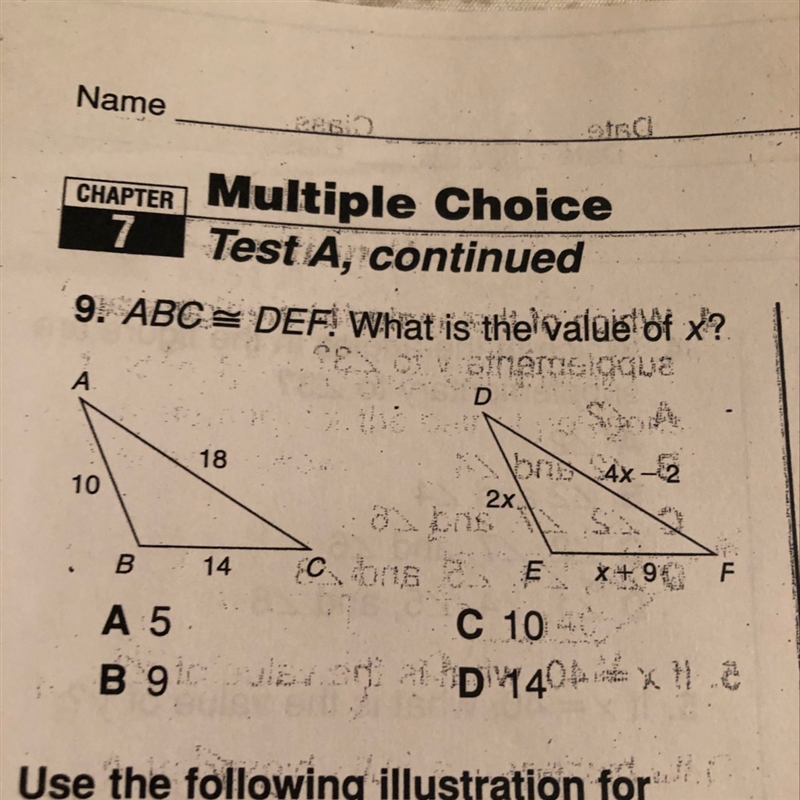 Name
CHAPTER
7
Multiple Choice
Test A, continued
9. ABC ≅ DEF. What is the value of x?
A
10
18
B
14
C
D
2x
4x − 2
E
x + 9
F
A 5
C 10
B 9
D 14
Use the following illustration for